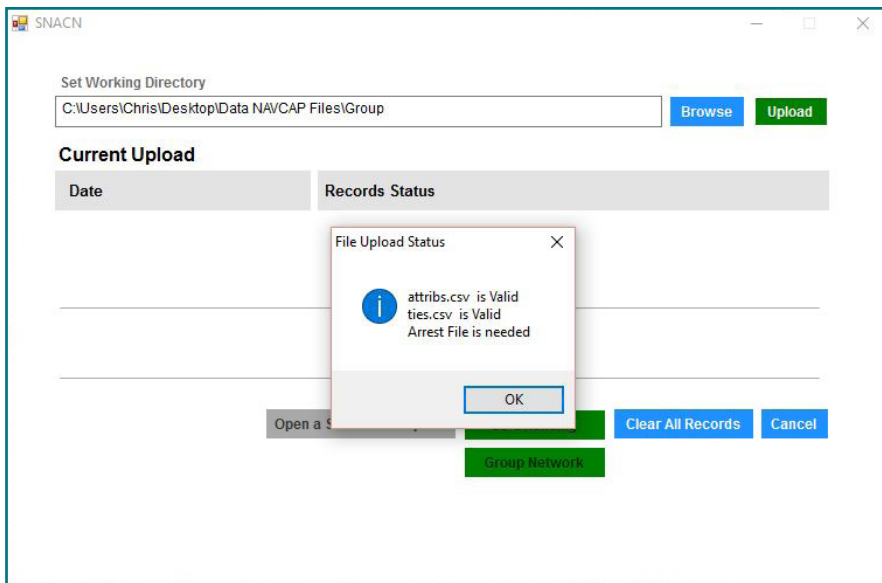 SNACN
Set Working Directory
C:\Users\Chris\Desktop\Data NAVCAP Files\Group
Browse
Upload
Current Upload
Date
Records Status
File Upload Status
attribs.csv is Valid
ties.csv is Valid
Arrest File is needed
OK
Open a
Clear All Records
Cancel
Group Network